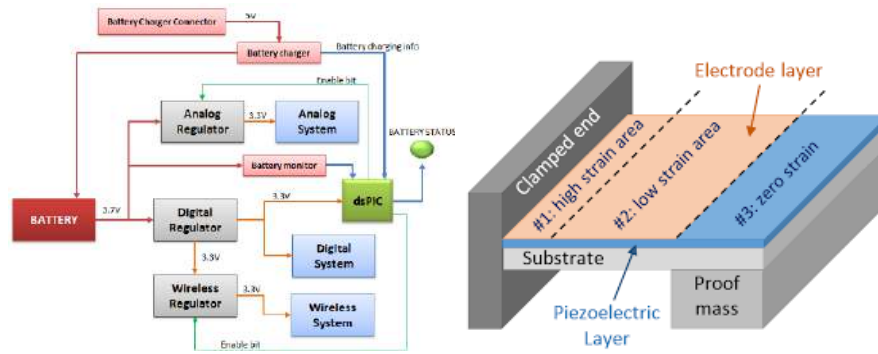 Battery Charger Connector
5V
Battery charger
Battery charging info
Enable bit
Analog
Regulator
3.3V
Analog
System
BATTERY STATUS
Battery monitor
3.3V
dsPIC
BATTERY
3.7V
Digital
Regulator
Digital
System
3.3V
Wireless
Regulator
3.3V
Wireless
System
Enable bit
Electrode layer
Clamped end
#1: high strain area
#2: low strain area
#3: zero strain
Substrate
Proof
mass
Piezoelectric
Layer